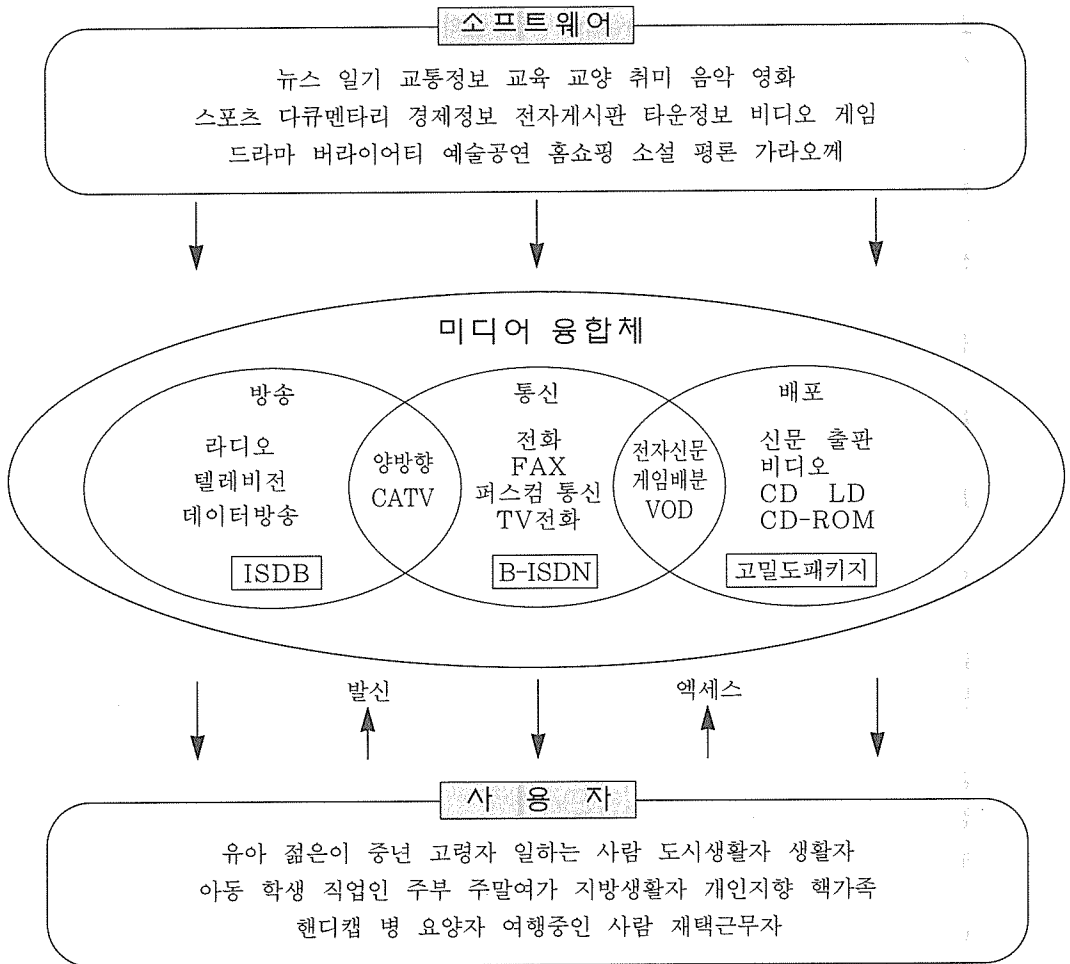 소프트웨어
뉴스 일기 교통정보 교육 교양 취미 음악 영화
스포츠 다큐멘타리 경제정보 전자게시판 타운정보 비디오 게임
드라마 버라이어티 예술공연 홈쇼핑 소설 평론 가라오께
미디어 융합체
방송
라디오
텔레비전
데이터방송
ISDB
양방향
CATV
통신
전화
FAX
퍼스컴 통신
TV전화
B-ISDN
전자신문
게임배분
VOD
배포
신문 출판
비디오
CD LD
CD-ROM
고밀도패키지
발신
엑세스
사 용 자
유아 젊은이 중년 고령자 일하는 사람 도시생활자 생활자
아동 학생 직업인 주부 주말여가 지방생활자 개인지향 핵가족
핸디캡 병 요양자 여행중인 사람 재택근무자